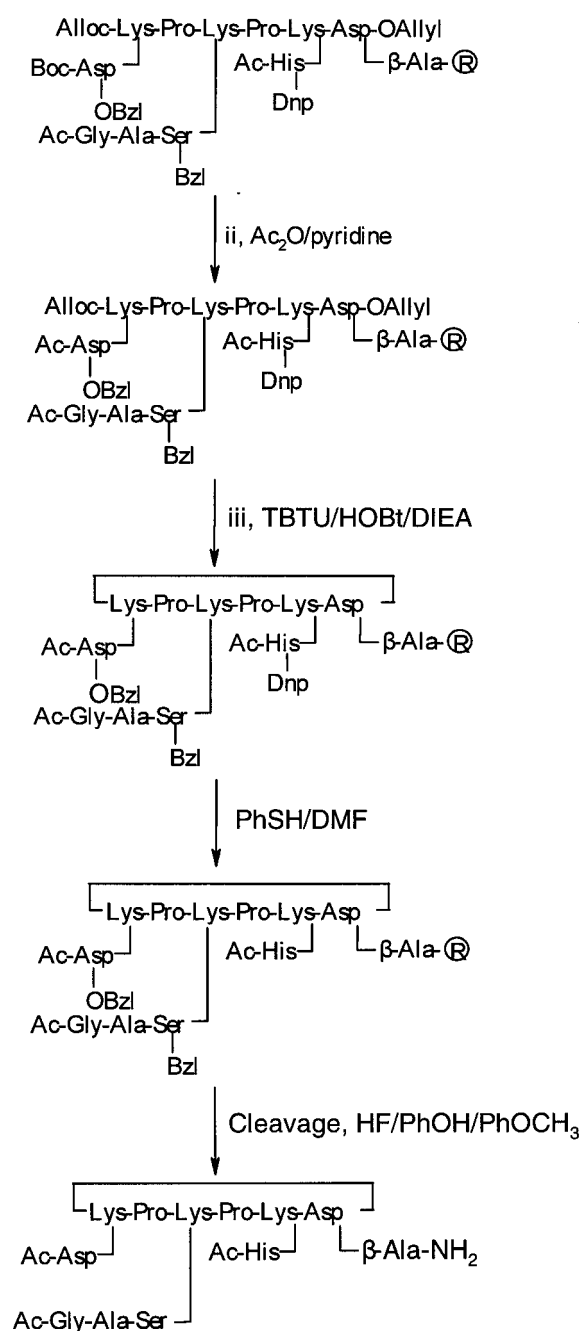 Alloc-Lys-Pro-Lys-Pro-Lys-Asp-OAllyl
Boc-Asp Ac-His β-Ala-Ⓡ
OBzl Dnp
Ac-Gly-Ala-Ser
Bzl
ii, Ac₂O/pyridine
Alloc-Lys-Pro-Lys-Pro-Lys-Asp-OAllyl
Ac-Asp Ac-His β-Ala-Ⓡ
OBzl Dnp
Ac-Gly-Ala-Ser
Bzl
iii, TBTU/HOBt/DIEA
Lys-Pro-Lys-Pro-Lys-Asp
Ac-Asp Ac-His β-Ala-Ⓡ
OBzl Dnp
Ac-Gly-Ala-Ser
Bzl
PhSH/DMF
Lys-Pro-Lys-Pro-Lys-Asp
Ac-Asp Ac-His β-Ala-Ⓡ
OBzl
Ac-Gly-Ala-Ser
Bzl
Cleavage, HF/PhOH/PhOCH₃
Lys-Pro-Lys-Pro-Lys-Asp
Ac-Asp Ac-His β-Ala-NH₂
Ac-Gly-Ala-Ser